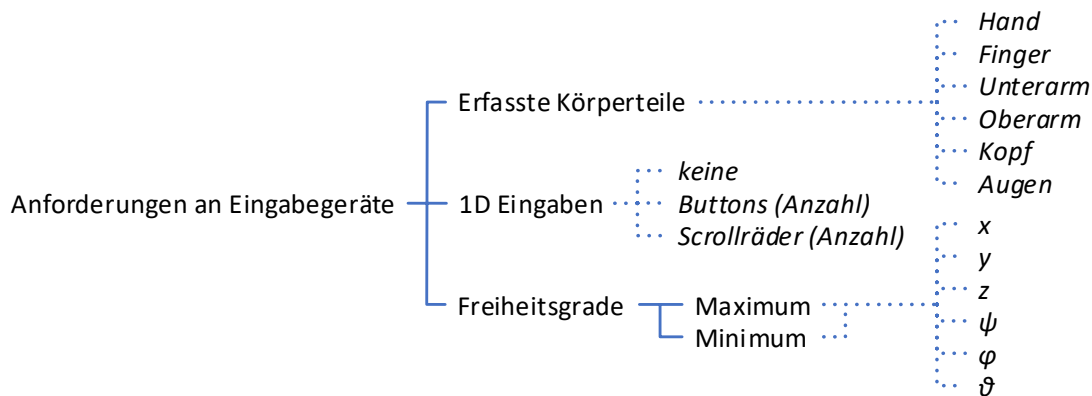 Anforderungen an Eingabegeräte
Erfasste Körperteile
Hand
Finger
Unterarm
Oberarm
Kopf
Augen
1D Eingaben
keine
Buttons (Anzahl)
Scrollräder (Anzahl)
Freiheitsgrade
Maximum
Minimum
x
y
z
ψ
φ
ϑ